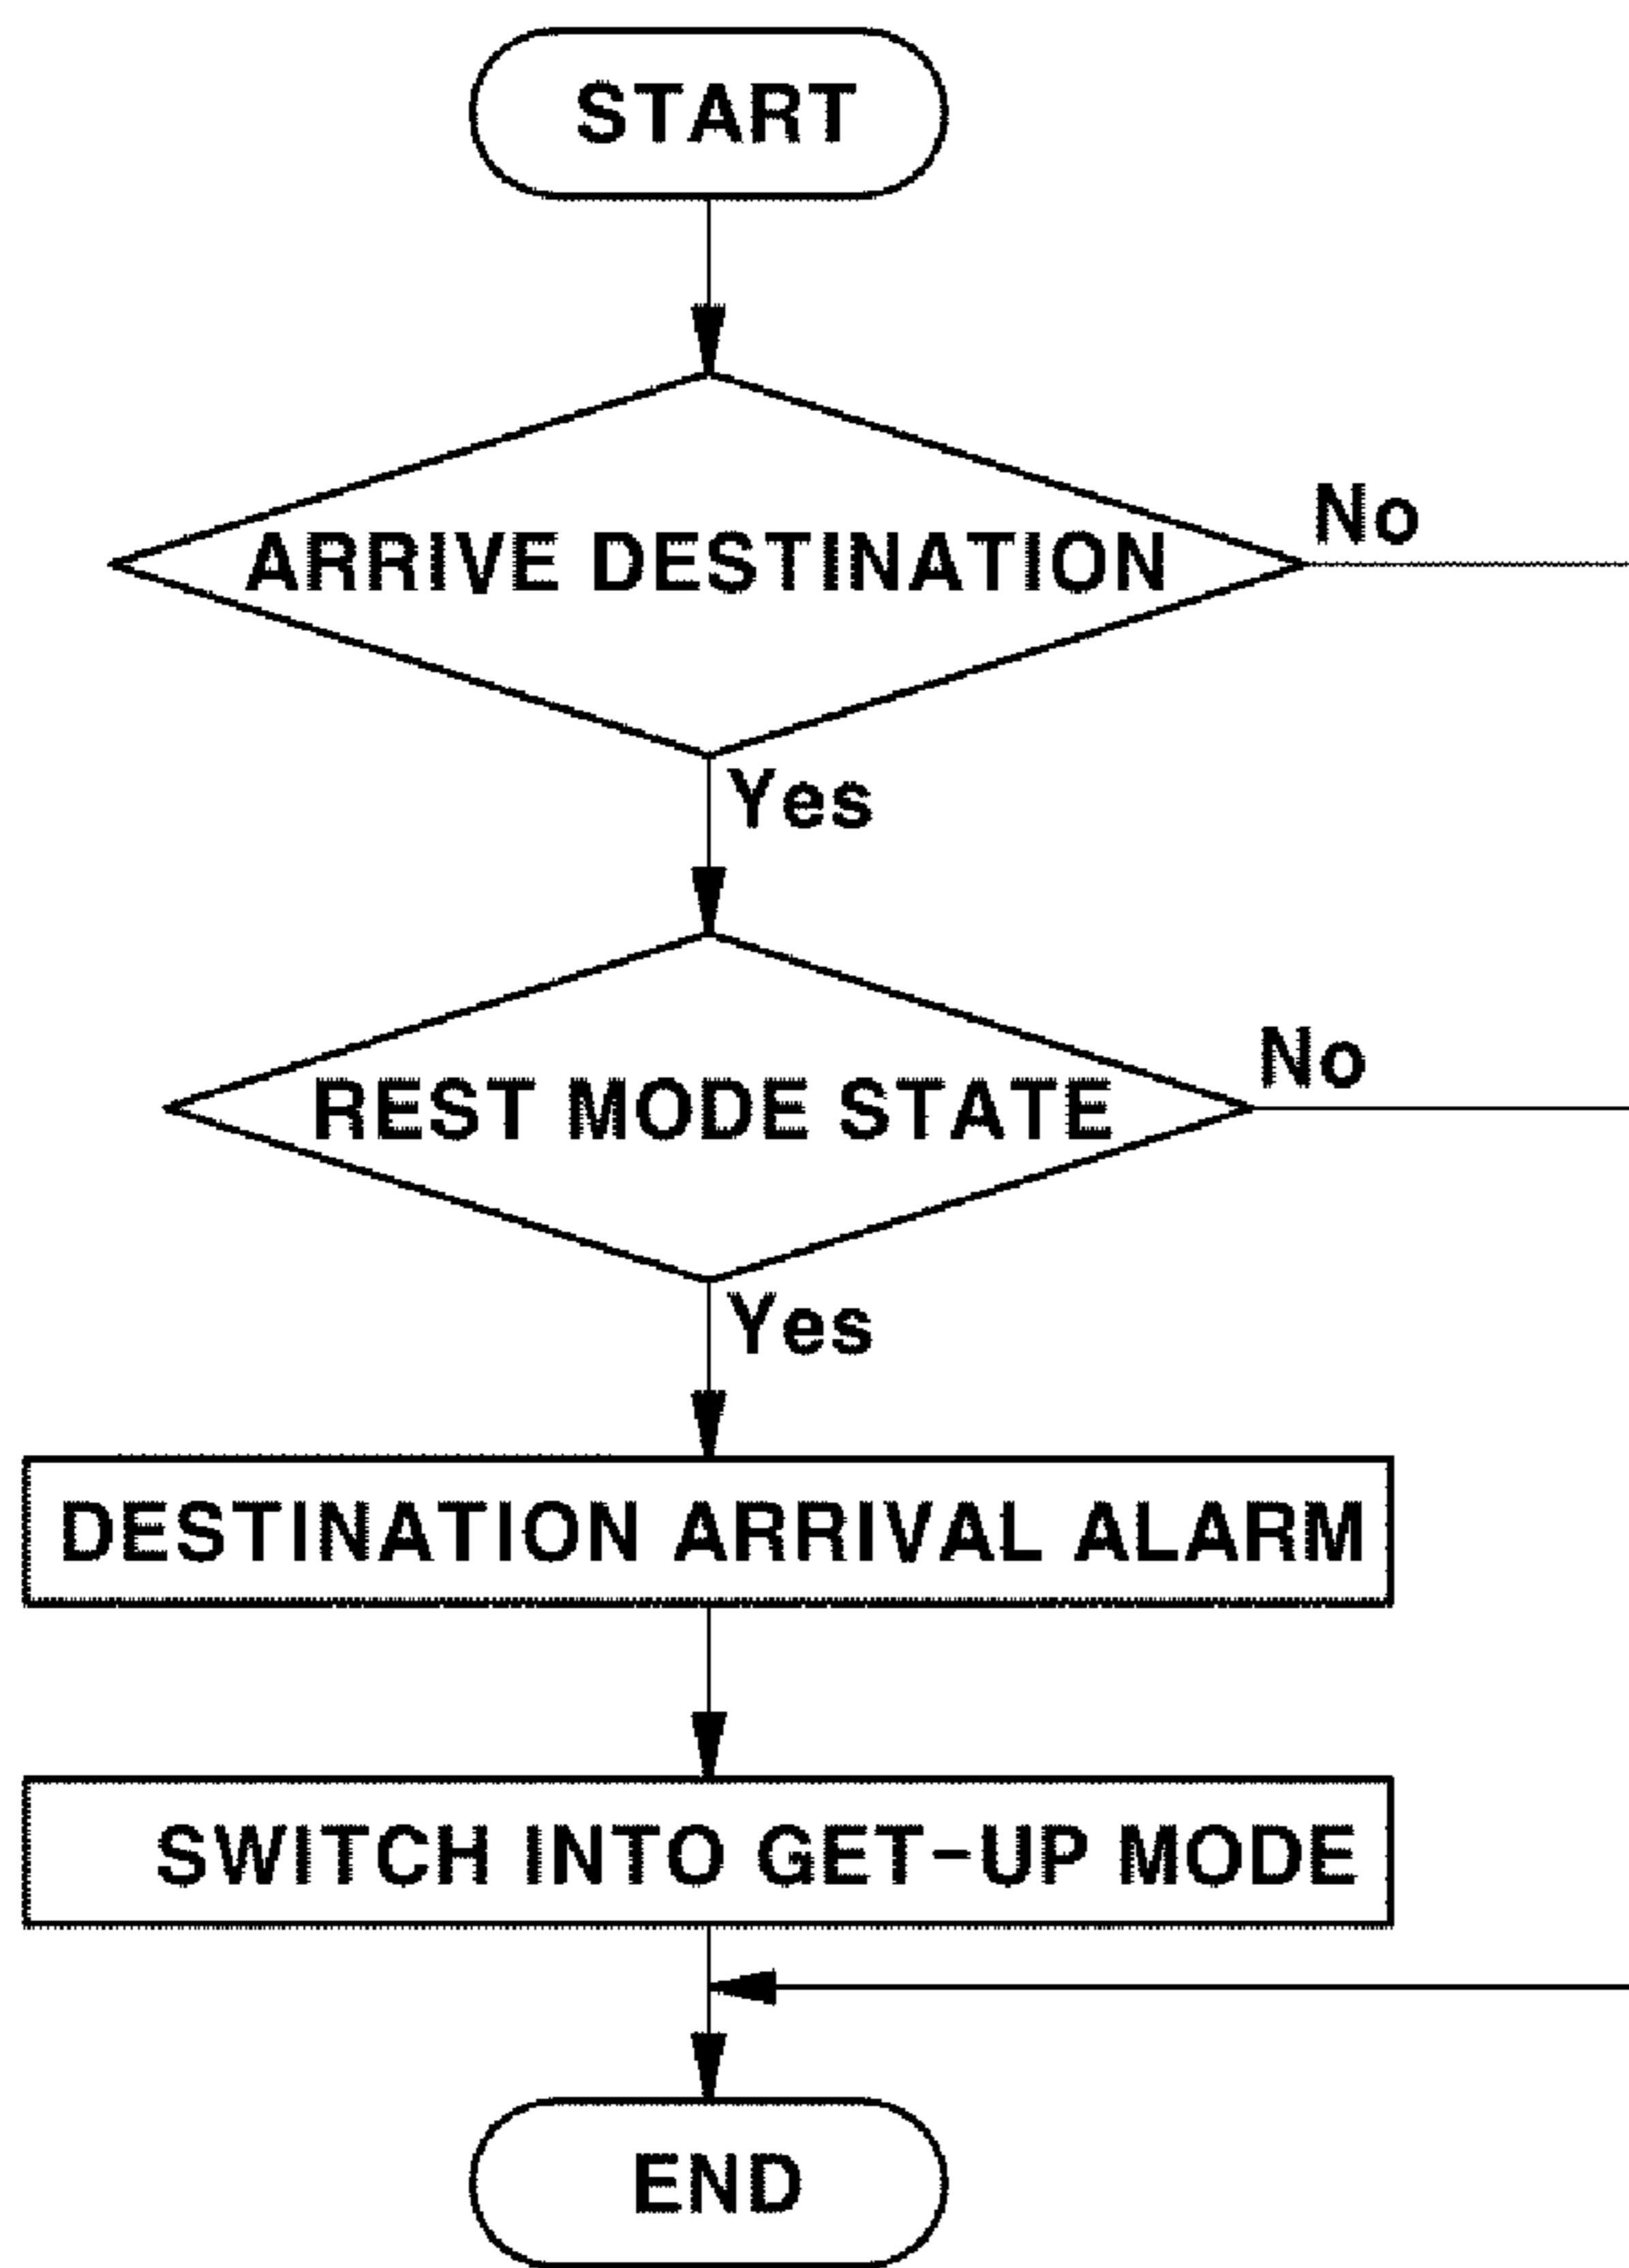 START
ARRIVE DESTINATION
No
Yes
REST MODE STATE
No
Yes
DESTINATION ARRIVAL ALARM
SWITCH INTO GET-UP MODE
END